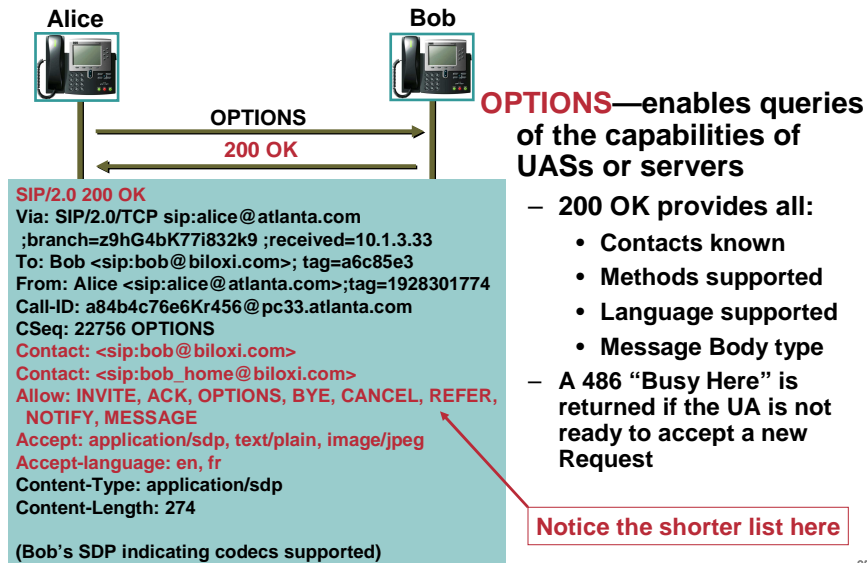 Alice
Bob
OPTIONS
200 OK
SIP/2.0 200 OK
Via: SIP/2.0/TCP sip:alice@atlanta.com
;branch=z9hG4bK77i832k9 ;received=10.1.3.33
To: Bob <sip:bob@biloxi.com>; tag=a6c85e3
From: Alice <sip:alice@atlanta.com>;tag=1928301774
Call-ID: a84b4c76e6Kr456@pc33.atlanta.com
CSeq: 22756 OPTIONS
Contact: <sip:bob@biloxi.com>
Contact: <sip:bob_home@biloxi.com>
Allow: INVITE, ACK, OPTIONS, BYE, CANCEL, REFER,
NOTIFY, MESSAGE
Accept: application/sdp, text/plain, image/jpeg
Accept-language: en, fr
Content-Type: application/sdp
Content-Length: 274
(Bob's SDP indicating codecs supported)
OPTIONS—enables queries
of the capabilities of
UASs or servers
– 200 OK provides all:
• Contacts known
• Methods supported
• Language supported
• Message Body type
– A 486 “Busy Here” is
returned if the UA is not
ready to accept a new
Request
Notice the shorter list here